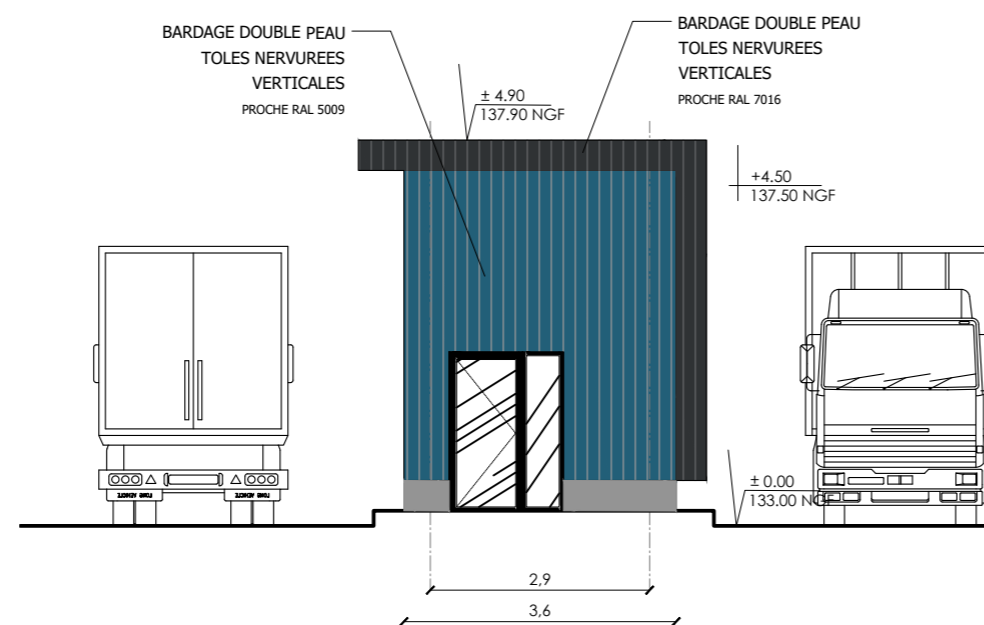 BARDAGE DOUBLE PEAU
TOLES NERVUREES
VERTICALES
PROCHE RAL 5009
BARDAGE DOUBLE PEAU
TOLES NERVUREES
VERTICALES
PROCHE RAL 7016
± 4.90
137.90 NGF
+4.50
137.50 NGF
± 0.00
133.00 NGF
2,9
3,6